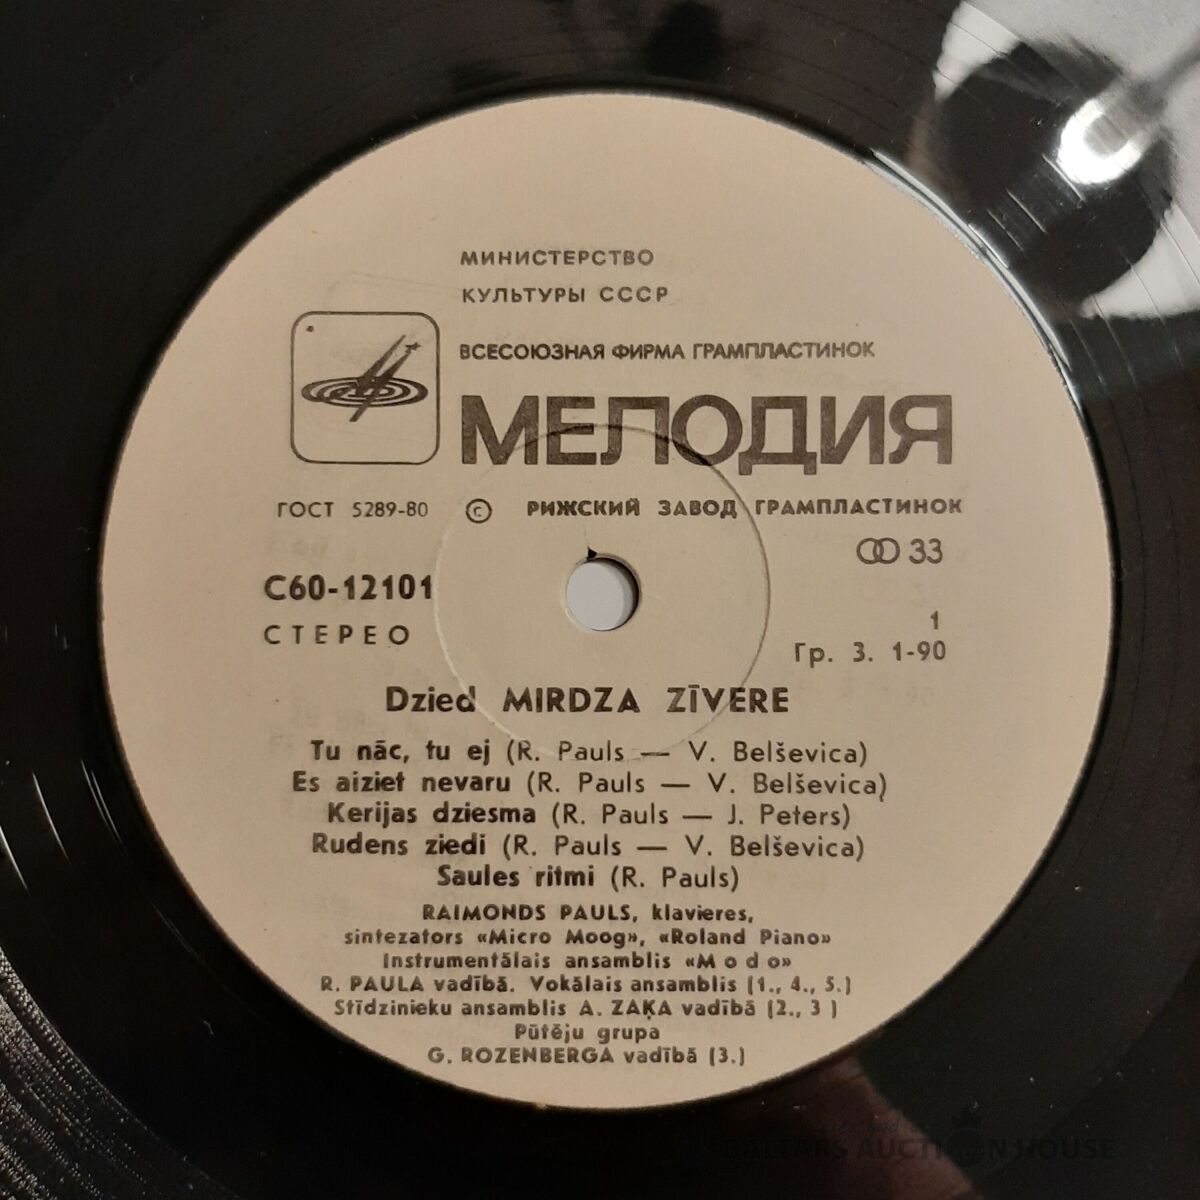 МИНИСТЕРСТВО
КУЛЬТУРЫ СССР
ВСЕСОЮЗНАЯ ФИРМА ГРАМПЛАСТИНОК
МЕЛОДИЯ
ГОСТ 5289-80 © РИЖСКИЙ ЗАВОД ГРАМПЛАСТИНОК
33
С60-12101
СТЕРЕО
1
Гр. 3. 1-90
Dzied MIRDZA ZĪVERE
Tu nāc, tu ej (R. Pauls — V. Belševica)
Es aiziet nevaru (R. Pauls — V. Belševica)
Kerijas dziesma (R. Pauls — J. Peters)
Rudens ziedi (R. Pauls — V. Belševica)
Saules ritmi (R. Pauls)
RAIMONDS PAULS, klavieres,
sintezators «Micro Moog», «Roland Piano»
Instrumentālais ansamblis «Modo»
R. PAULA vadībā. Vokālais ansamblis (1., 4., 5.)
Stīdzinieku ansamblis A. ZAĶA vadībā (2., 3 )
Pūtēju grupa
G. ROZENBERGA vadībā (3.)
BALTARS AUCTION HOUSE